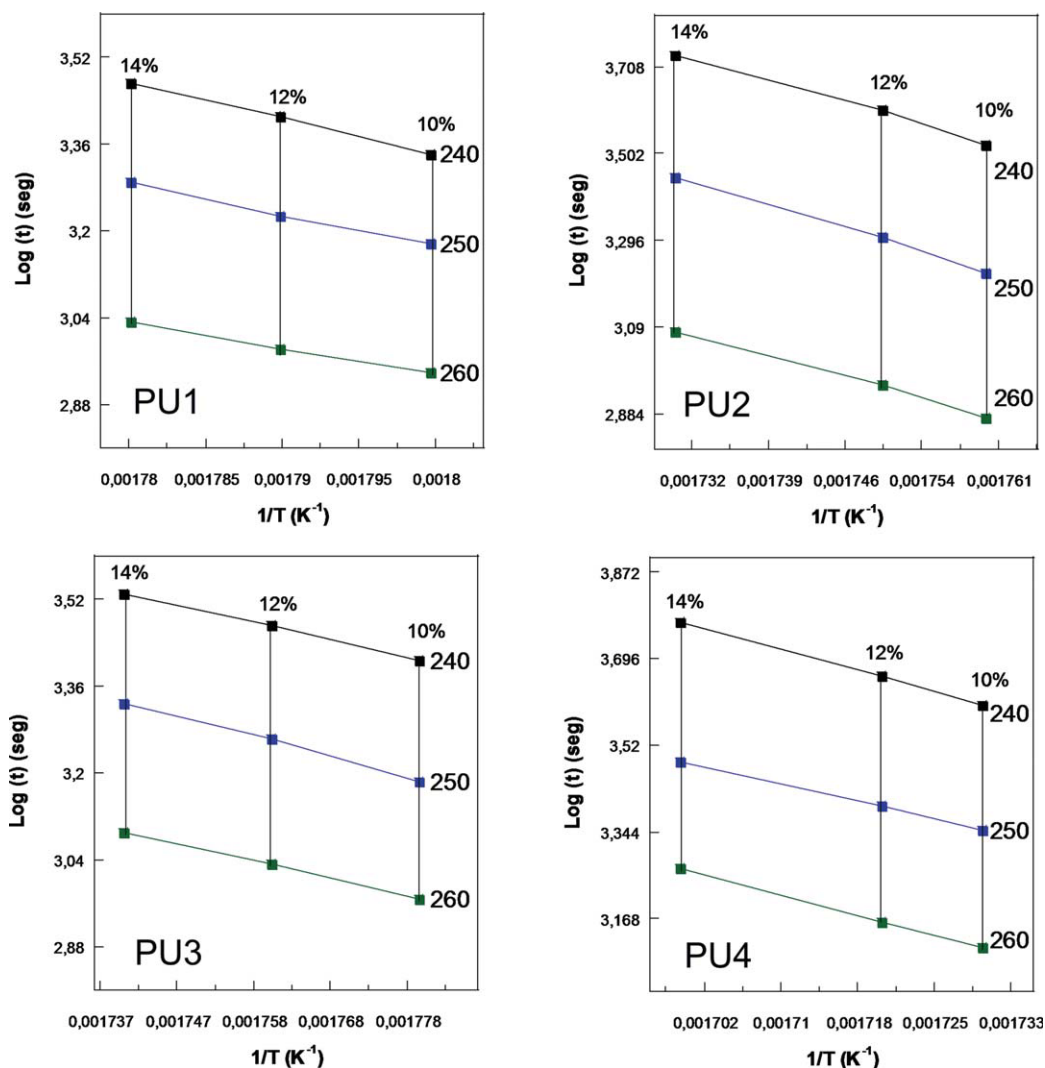 3,52
14%
12%
3,36
10%
240
Log (t) (seg)
3,2
250
3,04
260
2,88
PU1
0,00178 0,001785 0,00179 0,001795 0,0018
1/T (K-1)
14%
3,708
12%
10%
3,502
240
Log (t) (seg)
3,296
250
3,09
260
2,884
PU2
0,001732 0,001739 0,001746 0,001754 0,001761
1/T (K-1)
14%
3,52
12%
10%
240
3,36
Log (t) (seg)
3,2
250
3,04
260
2,88
PU3
0,001737 0,001747 0,001758 0,001768 0,001778
1/T (K-1)
3,872
14%
3,696
12%
10%
240
Log (t) (seg)
3,52
3,344
250
3,168
260
PU4
0,001702 0,00171 0,001718 0,001725 0,001733
1/T (K-1)